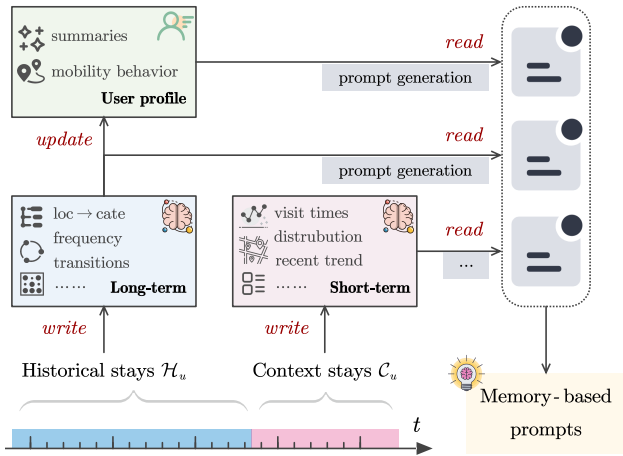 summaries
mobility behavior
User profile
read
prompt generation
update
read
prompt generation
loc → cate
frequency
transitions
... ...
Long-term
visit times
distrubution
recent trend
... ...
Short-term
read
...
write
write
Historical stays ℋᵤ
Context stays 𝒞ᵤ
t
Memory-based
prompts